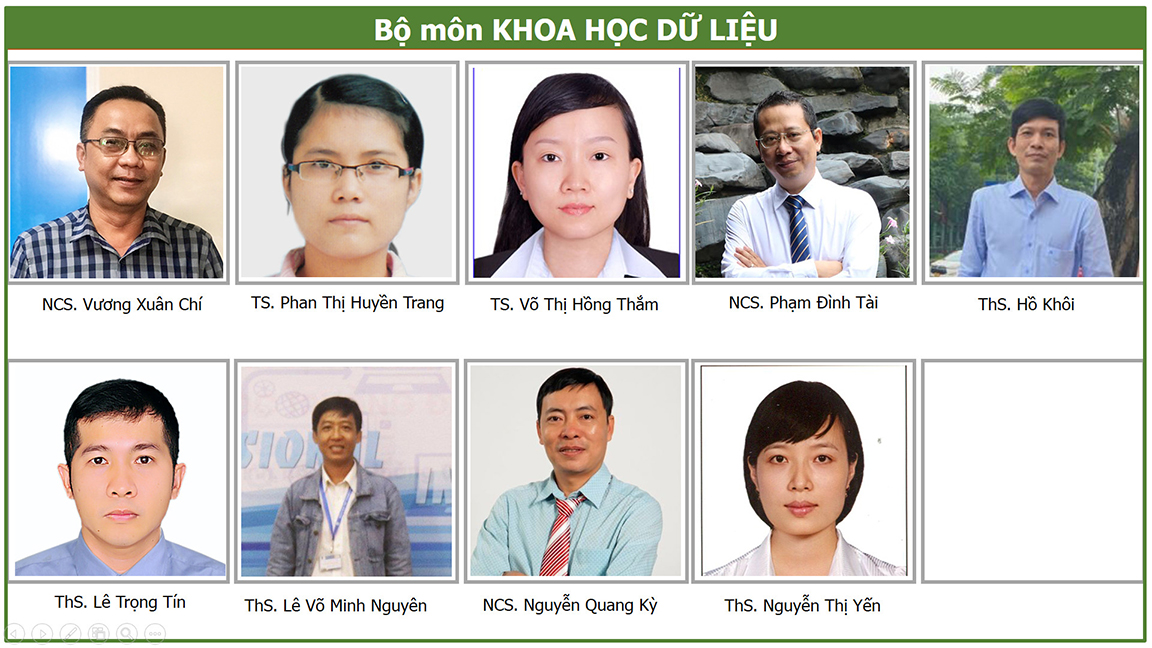 Bộ môn KHOA HỌC DỮ LIỆU
NCS. Vương Xuân Chí
TS. Phan Thị Huyền Trang
TS. Võ Thị Hồng Thắm
NCS. Phạm Đình Tài
ThS. Hồ Khôi
SIONAL
ThS. Lê Trọng Tín
ThS. Lê Võ Minh Nguyên
NCS. Nguyễn Quang Kỳ
ThS. Nguyễn Thị Yến